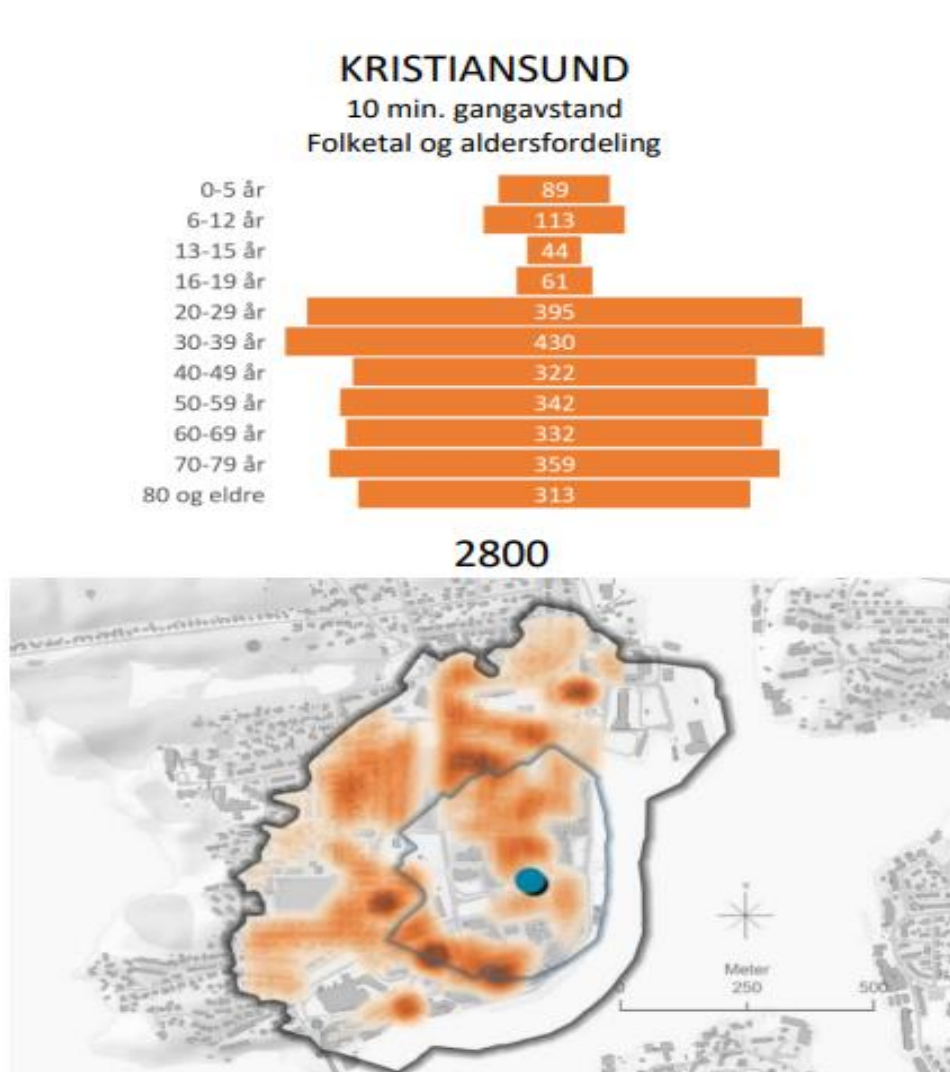 KRISTIANSUND
10 min. gangavstand
Folketal og aldersfordeling
0-5 år 89
6-12 år 113
13-15 år 44
16-19 år 61
20-29 år 395
30-39 år 430
40-49 år 322
50-59 år 342
60-69 år 332
70-79 år 359
80 og eldre 313
2800
Meter
0 250 500